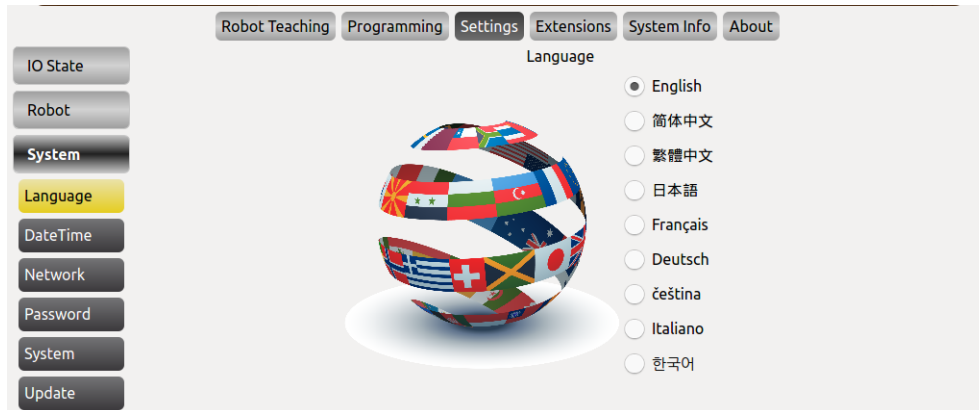 Robot Teaching Programming Settings Extensions System Info About
Language
IO State
Robot
System
Language
DateTime
Network
Password
System
Update
English
简体中文
繁體中文
日本語
Français
Deutsch
čeština
Italiano
한국어